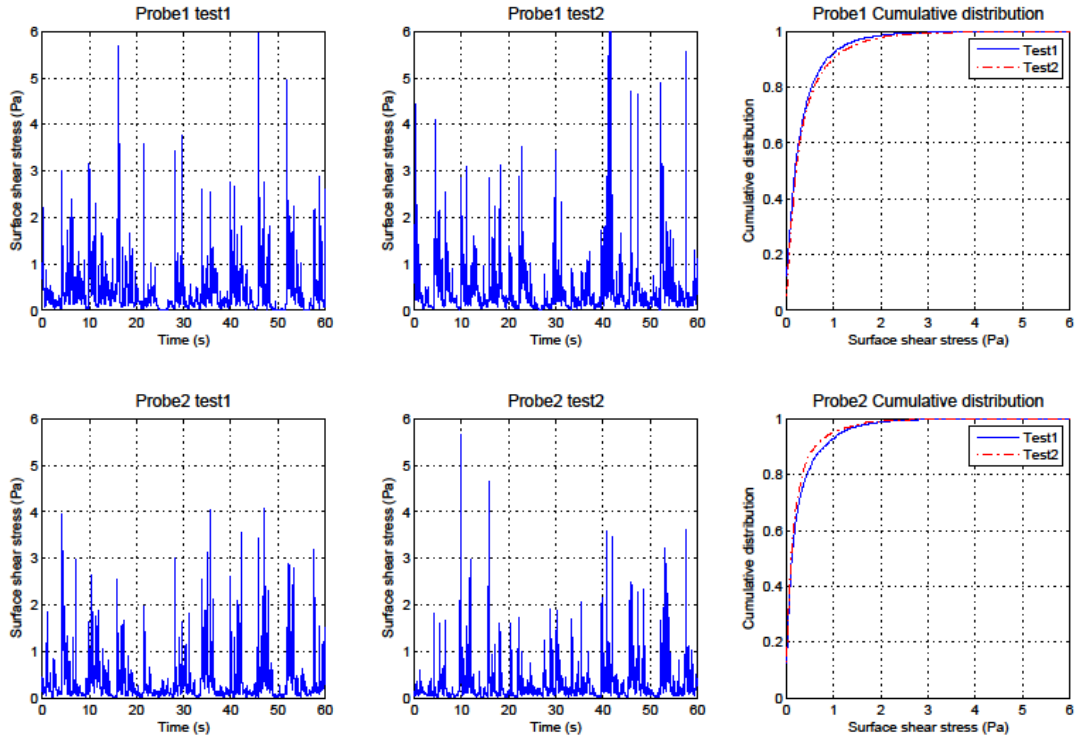 Probe1 test1
Probe1 test2
Probe1 Cumulative distribution
Surface shear stress (Pa)
6
5
4
3
2
1
0
0 10 20 30 40 50 60
Time (s)
Surface shear stress (Pa)
6
5
4
3
2
1
0
0 10 20 30 40 50 60
Time (s)
Cumulative distribution
1
0.8
0.6
0.4
0.2
0
Test1
Test2
0 1 2 3 4 5 6
Surface shear stress (Pa)
Probe2 test1
Probe2 test2
Probe2 Cumulative distribution
Surface shear stress (Pa)
6
5
4
3
2
1
0
0 10 20 30 40 50 60
Time (s)
Surface shear stress (Pa)
6
5
4
3
2
1
0
0 10 20 30 40 50 60
Time (s)
Cumulative distribution
1
0.8
0.6
0.4
0.2
Test1
Test2
0 1 2 3 4 5 6
Surface shear stress (Pa)